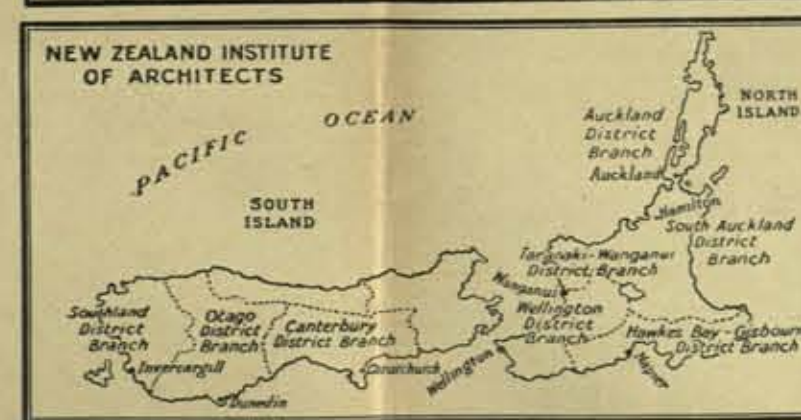 NEW ZEALAND INSTITUTE
OF ARCHITECTS
PACIFIC OCEAN
NORTH
ISLAND
Auckland
District
Branch
Auckland
SOUTH
ISLAND
Hamilton
South Auckland
District
Branch
Taranaki-Wanganui
District Branch
Wanganui
Wellington
District
Branch
Southland
District
Branch
Otago
District
Branch
Canterbury
District Branch
Hawkes Bay-Gisbourn
District Branch
Invercargill
Christchurch
Wellington
Napier
Dunedin